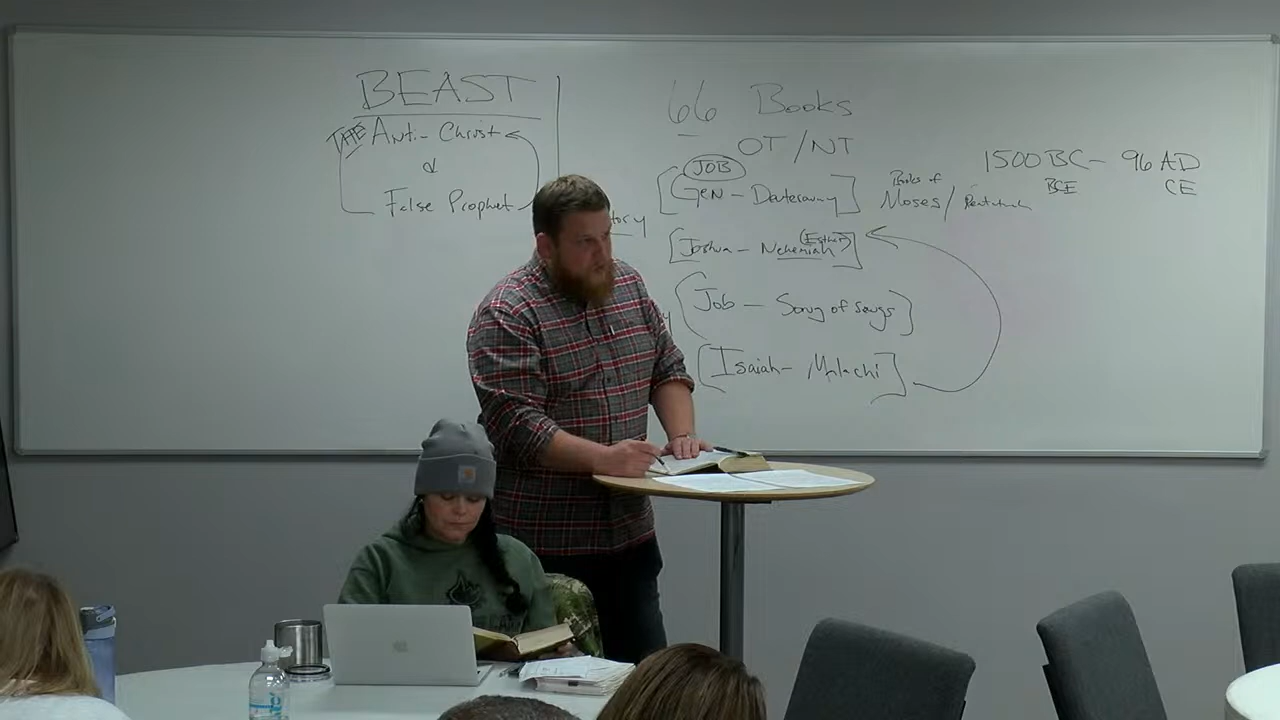 BEAST
THE Anti-Christ
&
False Prophet
66 Books
OT/NT
1500 BC- 96 AD
BCE CE
JOB
[Gen - Deuteronomy] Books of Moses/
[Joshua - Nehemiah (Esther)]
[Job - Song of songs]
[Isaiah- Malachi]